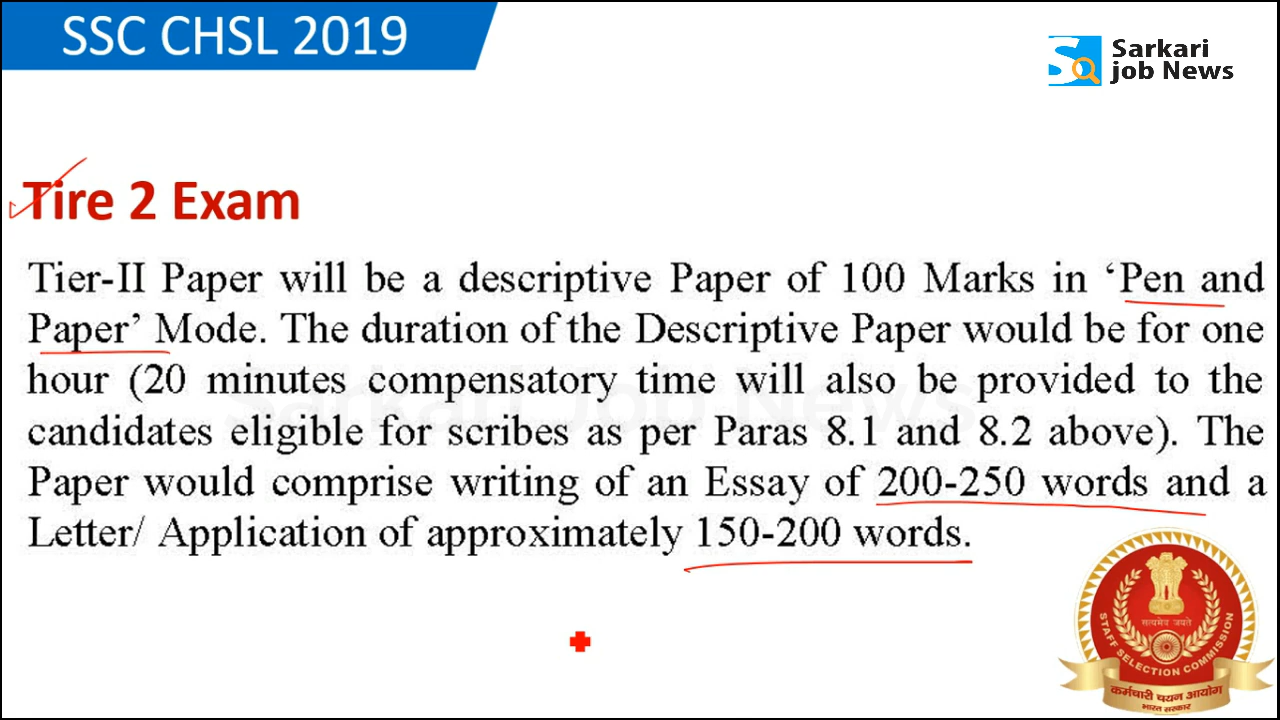 SSC CHSL 2019
Sarkari
job News
Tire 2 Exam
Tier-II Paper will be a descriptive Paper of 100 Marks in ‘Pen and
Paper’ Mode. The duration of the Descriptive Paper would be for one
hour (20 minutes compensatory time will also be provided to the
candidates eligible for scribes as per Paras 8.1 and 8.2 above). The
Paper would comprise writing of an Essay of 200-250 words and a
Letter/ Application of approximately 150-200 words.
Sarkari Job News
सत्यमेव जयते
STAFF SELECTION COMMISSION
कर्मचारी चयन आयोग
भारत सरकार